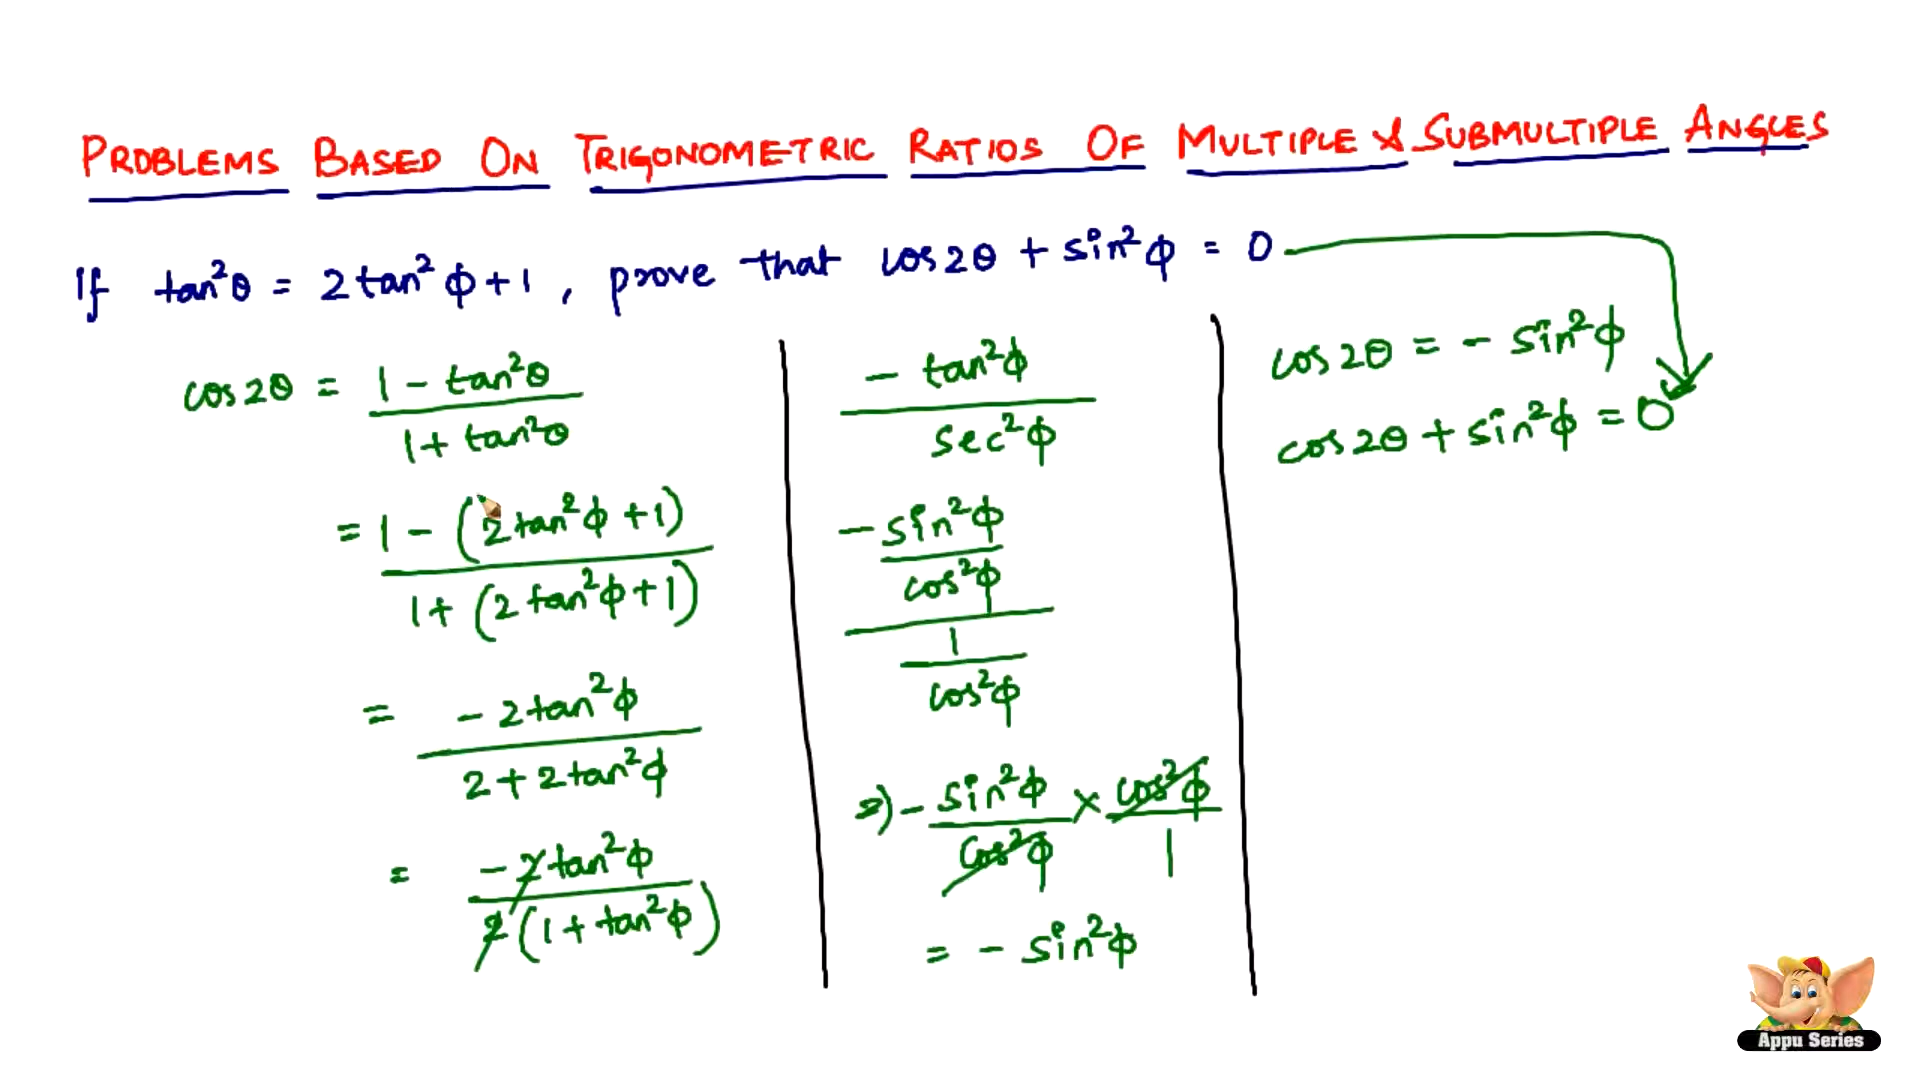 PROBLEMS BASED ON TRIGONOMETRIC RATIOS OF MULTIPLE & SUBMULTIPLE ANGLES
If tan²θ = 2tan²ϕ+1, prove that cos2θ + sin²ϕ = 0
cos2θ = (1 - tan²θ)/(1 + tan²θ)
= (1 - (2tan²ϕ+1))/(1 + (2tan²ϕ+1))
= (-2tan²ϕ)/(2+2tan²ϕ)
= (-2tan²ϕ)/(2(1+tan²ϕ))
(-tan²ϕ)/(sec²ϕ)
(-sin²ϕ/cos²ϕ)/(1/cos²ϕ)
⇒) -sin²ϕ/cos²ϕ × cos²ϕ/1
= - sin²ϕ
cos2θ = - sin²ϕ
cos2θ + sin²ϕ = 0
Appu Series